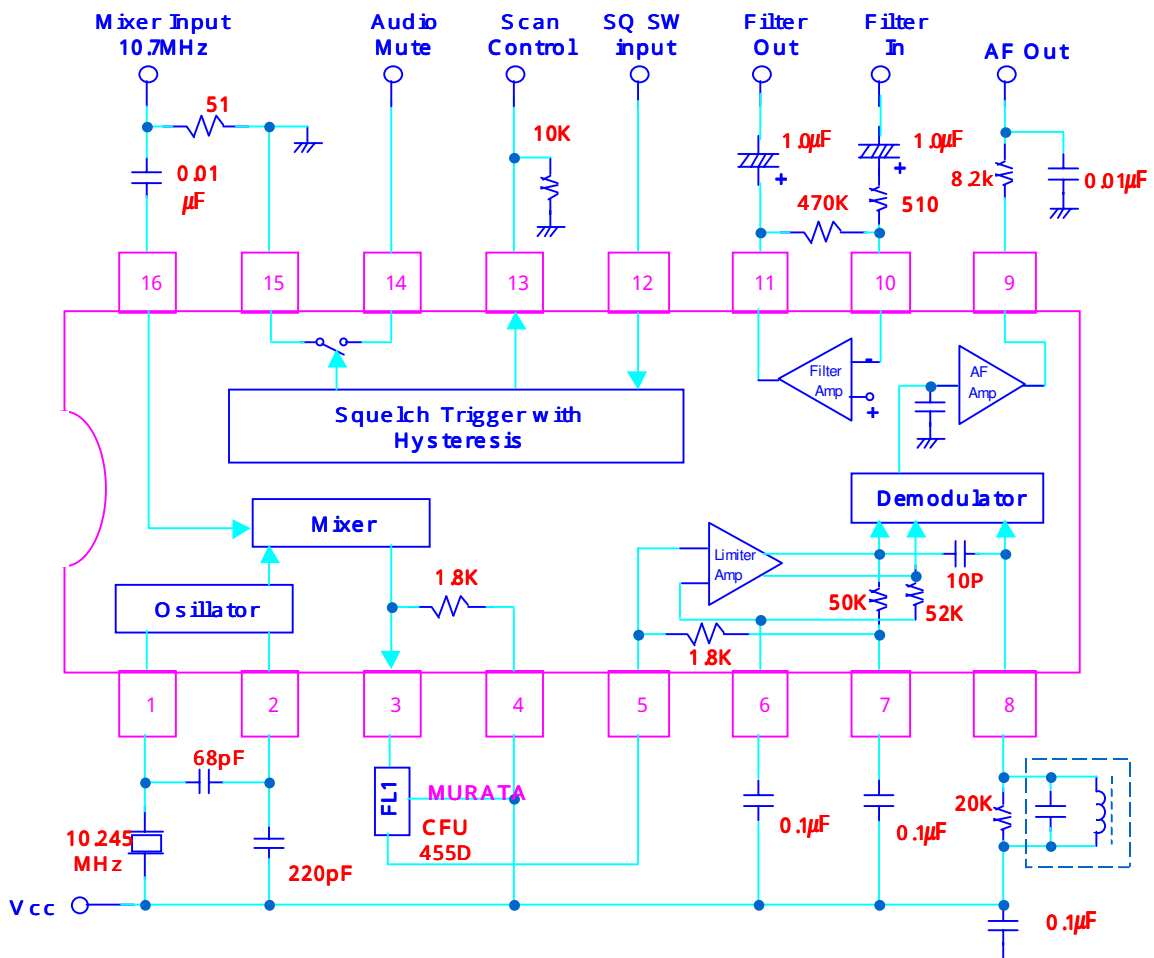 Mixer Input
10.7MHz
Audio
Mute
Scan
Control
SQ SW
input
Filter
Out
Filter
In
AF Out
51
0.01
µF
10K
1.0µF
1.0µF
470K
510
8.2k
0.01µF
16
15
14
13
12
11
10
9
Squelch Trigger with
Hysteresis
Filter
Amp
-
+
AF
Amp
Demodulator
Mixer
Osillator
1.8K
Limiter
Amp
50K
52K
10P
1.8K
1
2
3
4
5
6
7
8
68pF
10.245
MHz
220pF
FL1
MURATA
CFU
455D
0.1µF
0.1µF
20K
Vcc
0.1µF
+
+